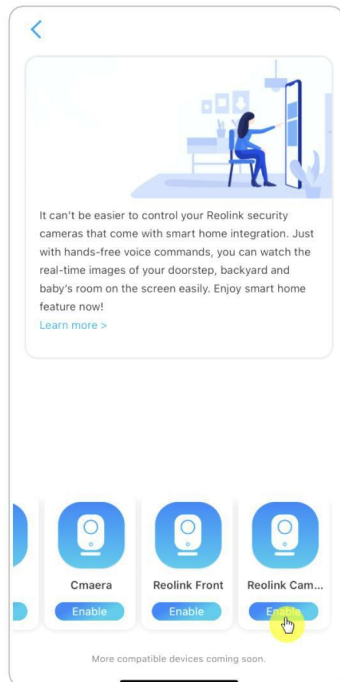 It can't be easier to control your Reolink security
cameras that come with smart home integration. Just
with hands-free voice commands, you can watch the
real-time images of your doorstep, backyard and
baby's room on the screen easily. Enjoy smart home
feature now!
Learn more >
Cmaera Reolink Front Reolink Cam...
Enable Enable Enable
More compatible devices coming soon.